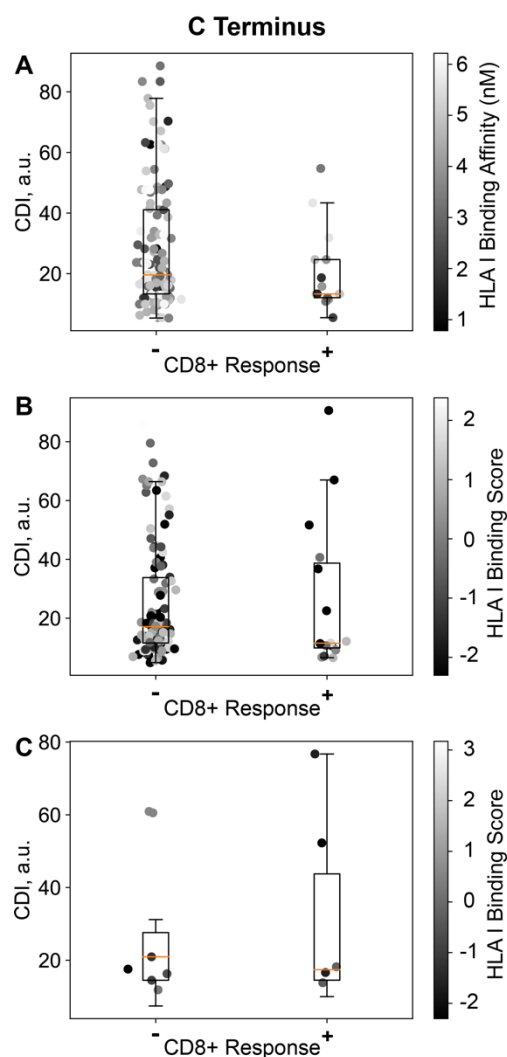 C Terminus
A
80
60
40
20
CDI, a.u.
-
+
CD8+ Response
6
5
4
3
2
1
HLA I Binding Affinity (nM)
B
80
60
40
20
CDI, a.u.
-
+
CD8+ Response
2
1
0
-1
-2
HLA I Binding Score
C
80
60
40
20
CDI, a.u.
-
+
CD8+ Response
3
2
1
0
-1
-2
HLA I Binding Score